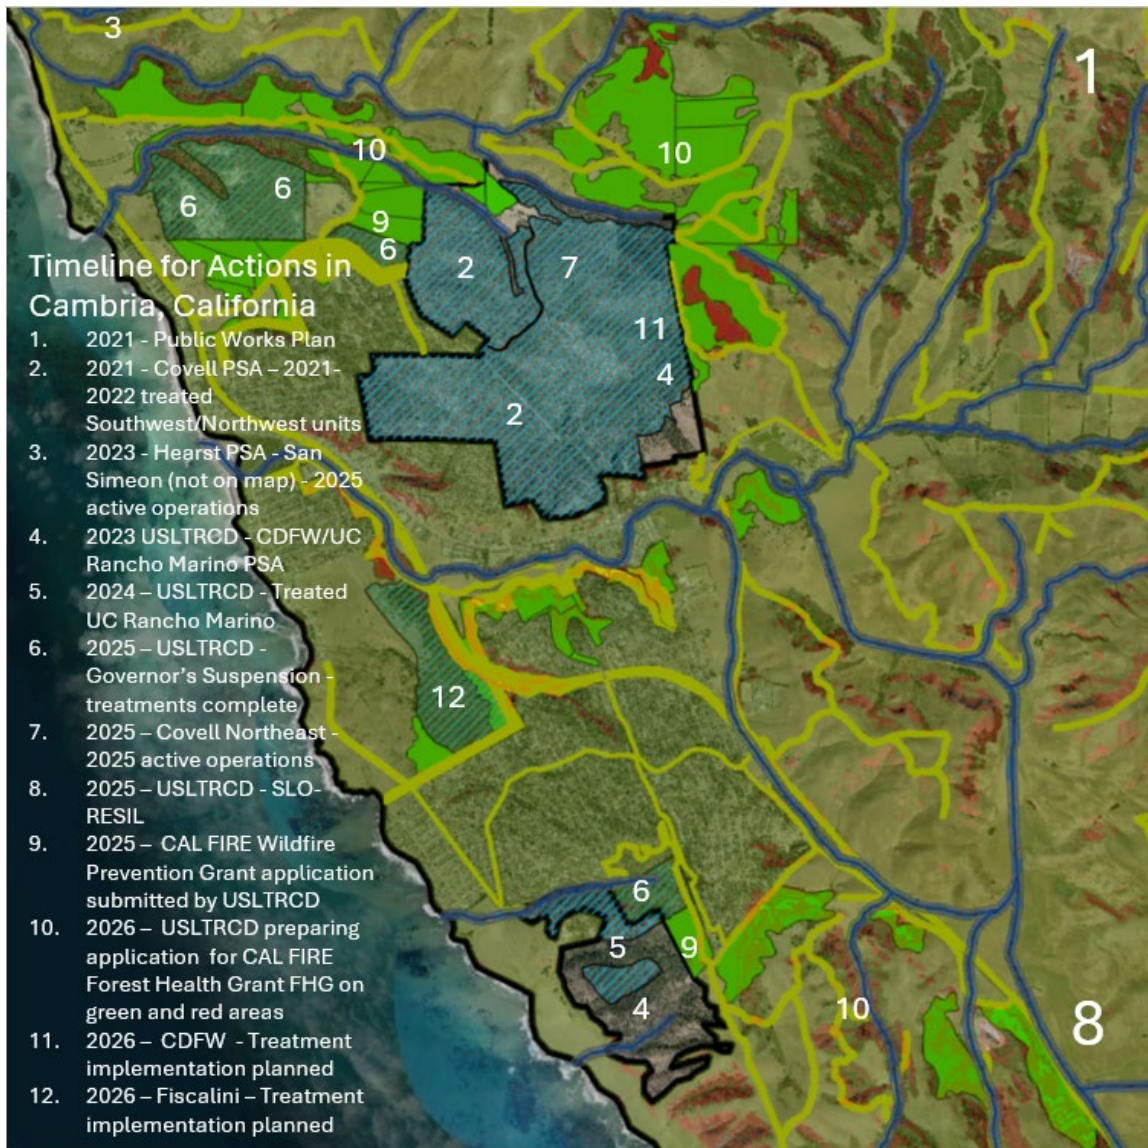 3
1
10
10
6
6
9
6
2
7
11
4
2
Timeline for Actions in
Cambria, California
1. 2021 - Public Works Plan
2. 2021 - Covell PSA – 2021-
2022 treated
Southwest/Northwest units
3. 2023 - Hearst PSA - San
Simeon (not on map) - 2025
active operations
4. 2023 USLTRCD - CDFW/UC
Rancho Marino PSA
5. 2024 – USLTRCD - Treated
UC Rancho Marino
6. 2025 – USLTRCD -
Governor's Suspension -
treatments complete
7. 2025 – Covell Northeast -
2025 active operations
8. 2025 – USLTRCD - SLO-
RESIL
9. 2025 – CAL FIRE Wildfire
Prevention Grant application
submitted by USLTRCD
10. 2026 – USLTRCD preparing
application for CAL FIRE
Forest Health Grant FHG on
green and red areas
11. 2026 – CDFW - Treatment
implementation planned
12. 2026 – Fiscalini – Treatment
implementation planned
12
6
5
9
4
10
8